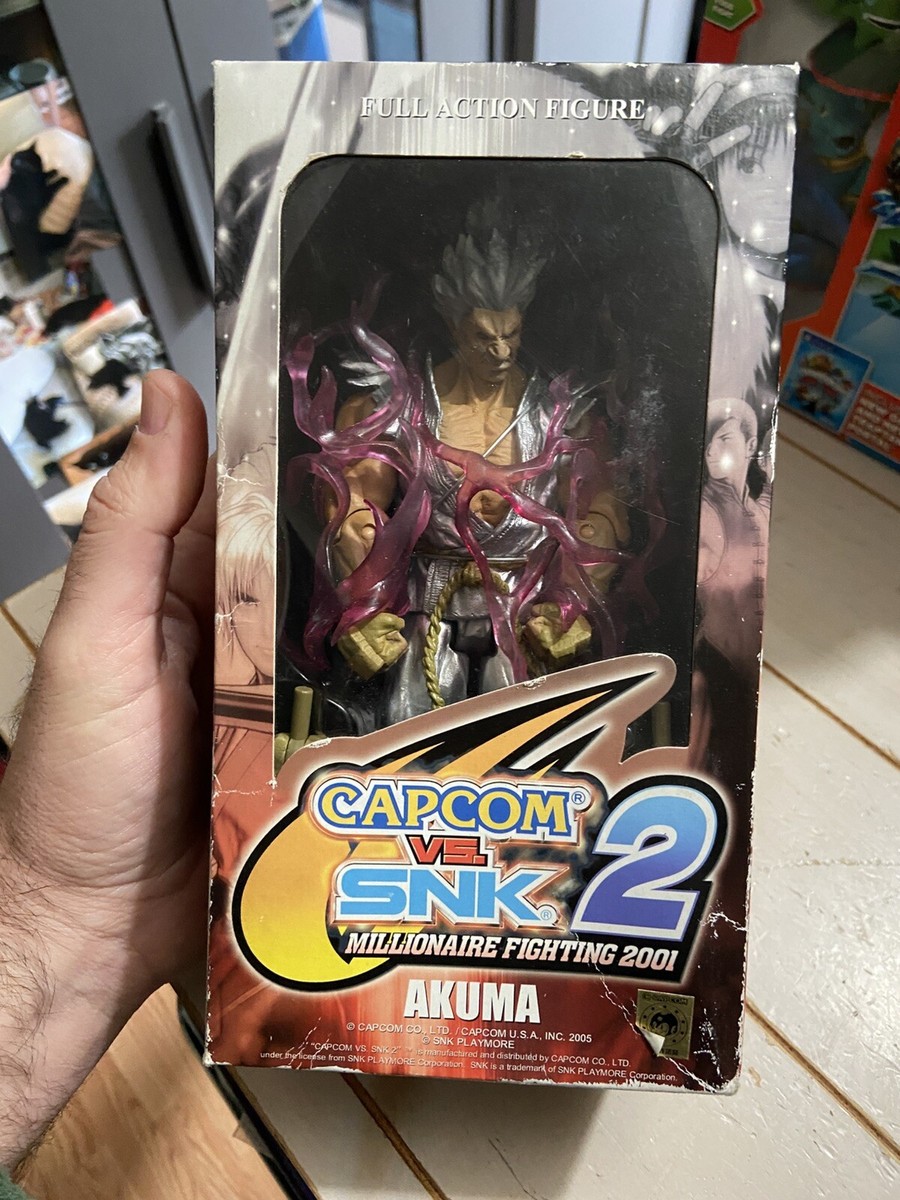 FULL ACTION FIGURE
CAPCOM®
VS.
SNK® 2
MILLIONAIRE FIGHTING 2001
AKUMA
© CAPCOM CO., LTD. / CAPCOM U.S.A., INC. 2005
© SNK PLAYMORE
"CAPCOM VS. SNK 2" ™ is manufactured and distributed by CAPCOM CO., LTD.
under the license from SNK PLAYMORE Corporation. SNK is a trademark of SNK PLAYMORE Corporation.